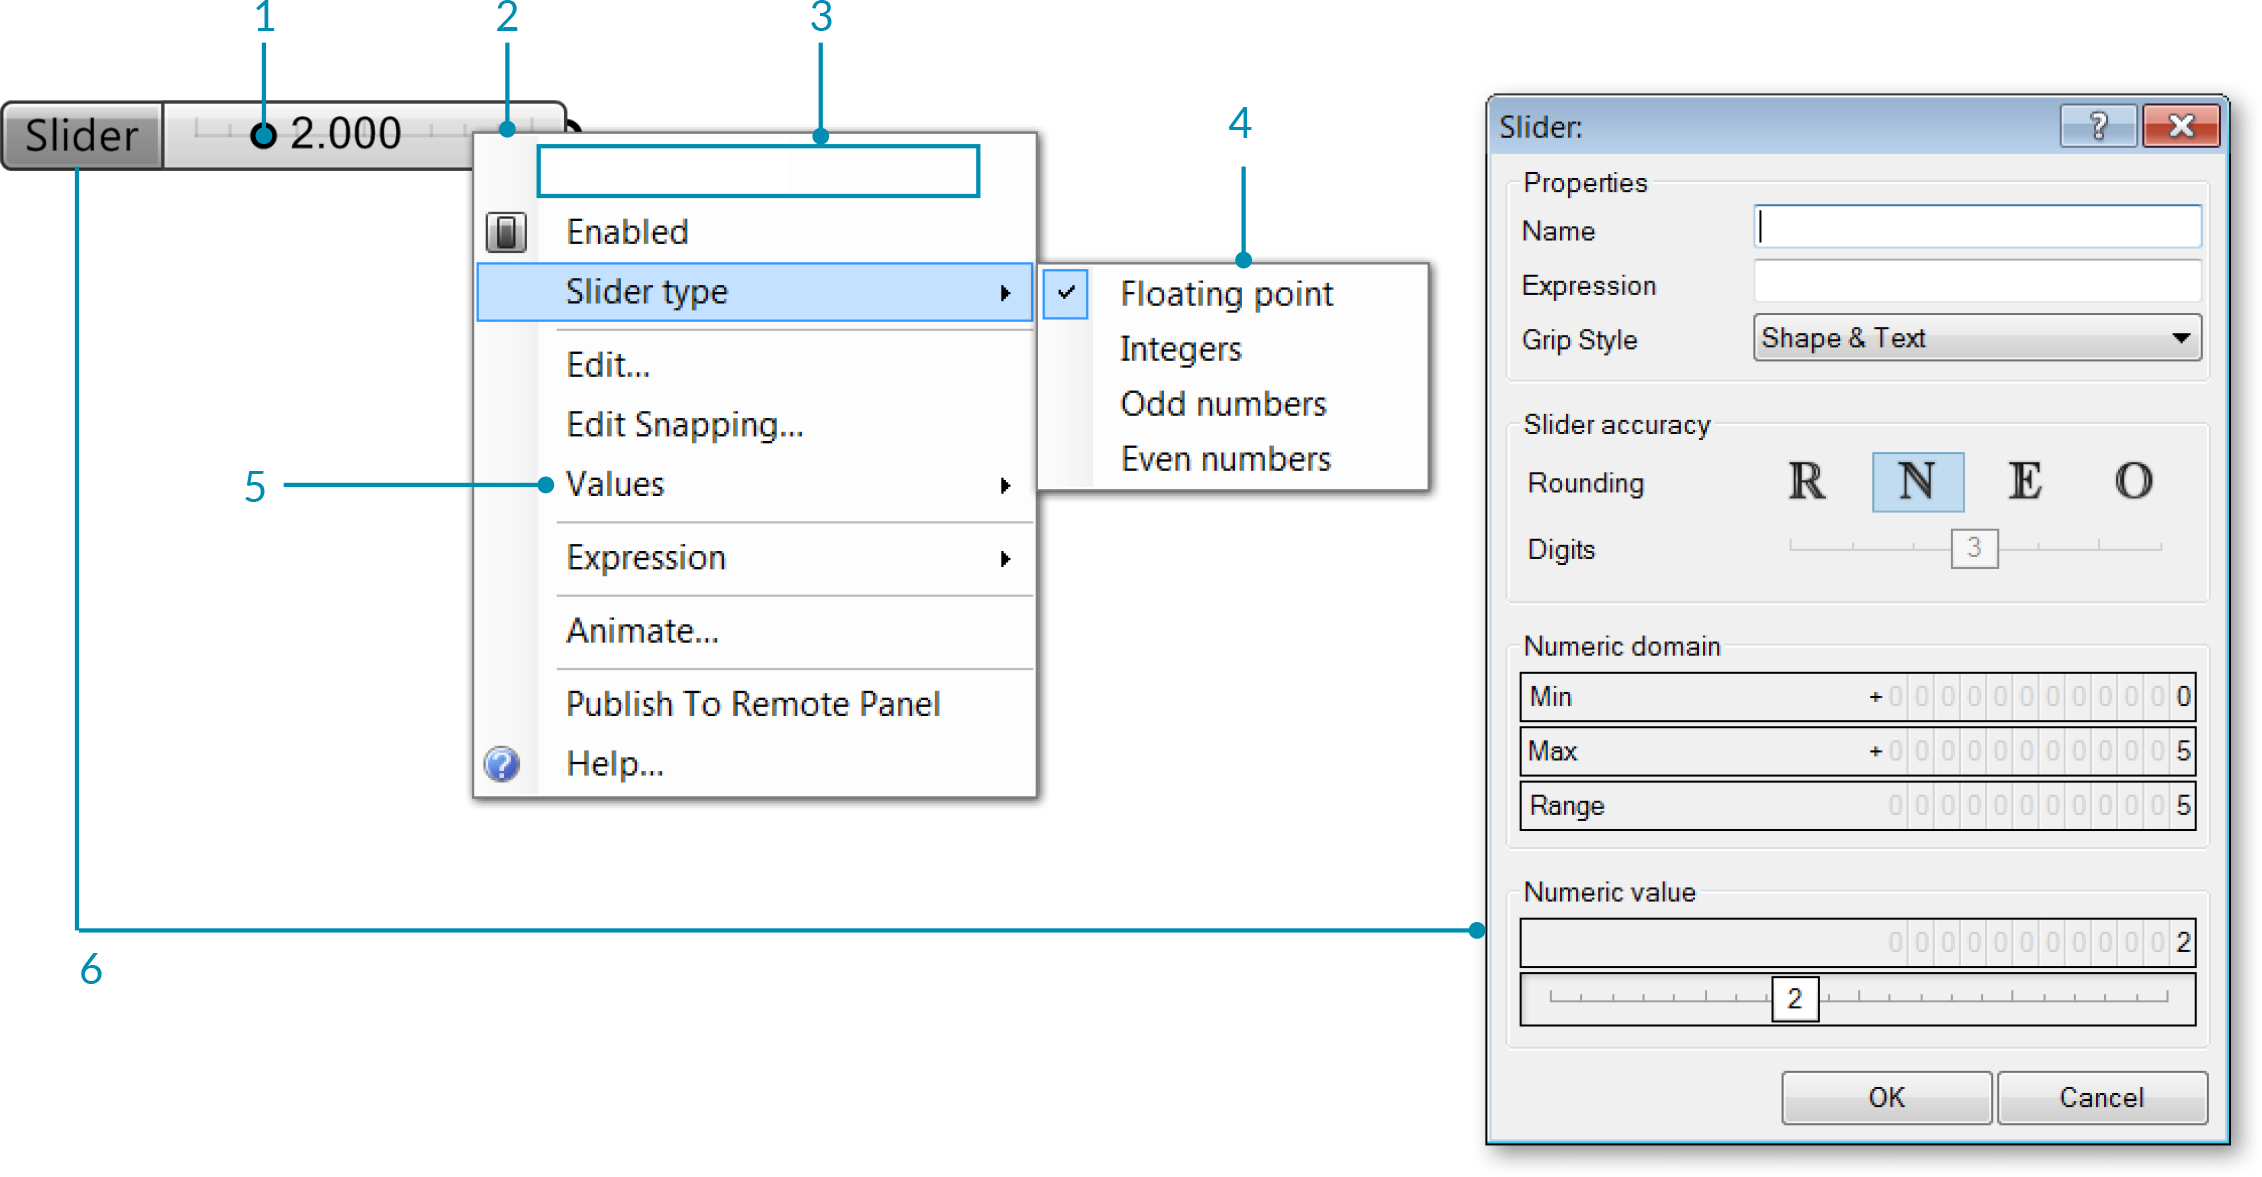 1
2
3
Slider 2.000
4
Enabled
Slider type
Edit...
Edit Snapping...
5
Values
Expression
Animate...
Publish To Remote Panel
? Help...
Floating point
Integers
Odd numbers
Even numbers
6
Slider: ? X
Properties
Name
Expression
Grip Style Shape & Text
Slider accuracy
Rounding R N E O
Digits 3
Numeric domain
Min +0 0 0 0 0 0 0 0 0 0 0 0
Max +0 0 0 0 0 0 0 0 0 0 0 5
Range 0 0 0 0 0 0 0 0 0 0 0 5
Numeric value
0 0 0 0 0 0 0 0 0 0 0 2
2
OK Cancel